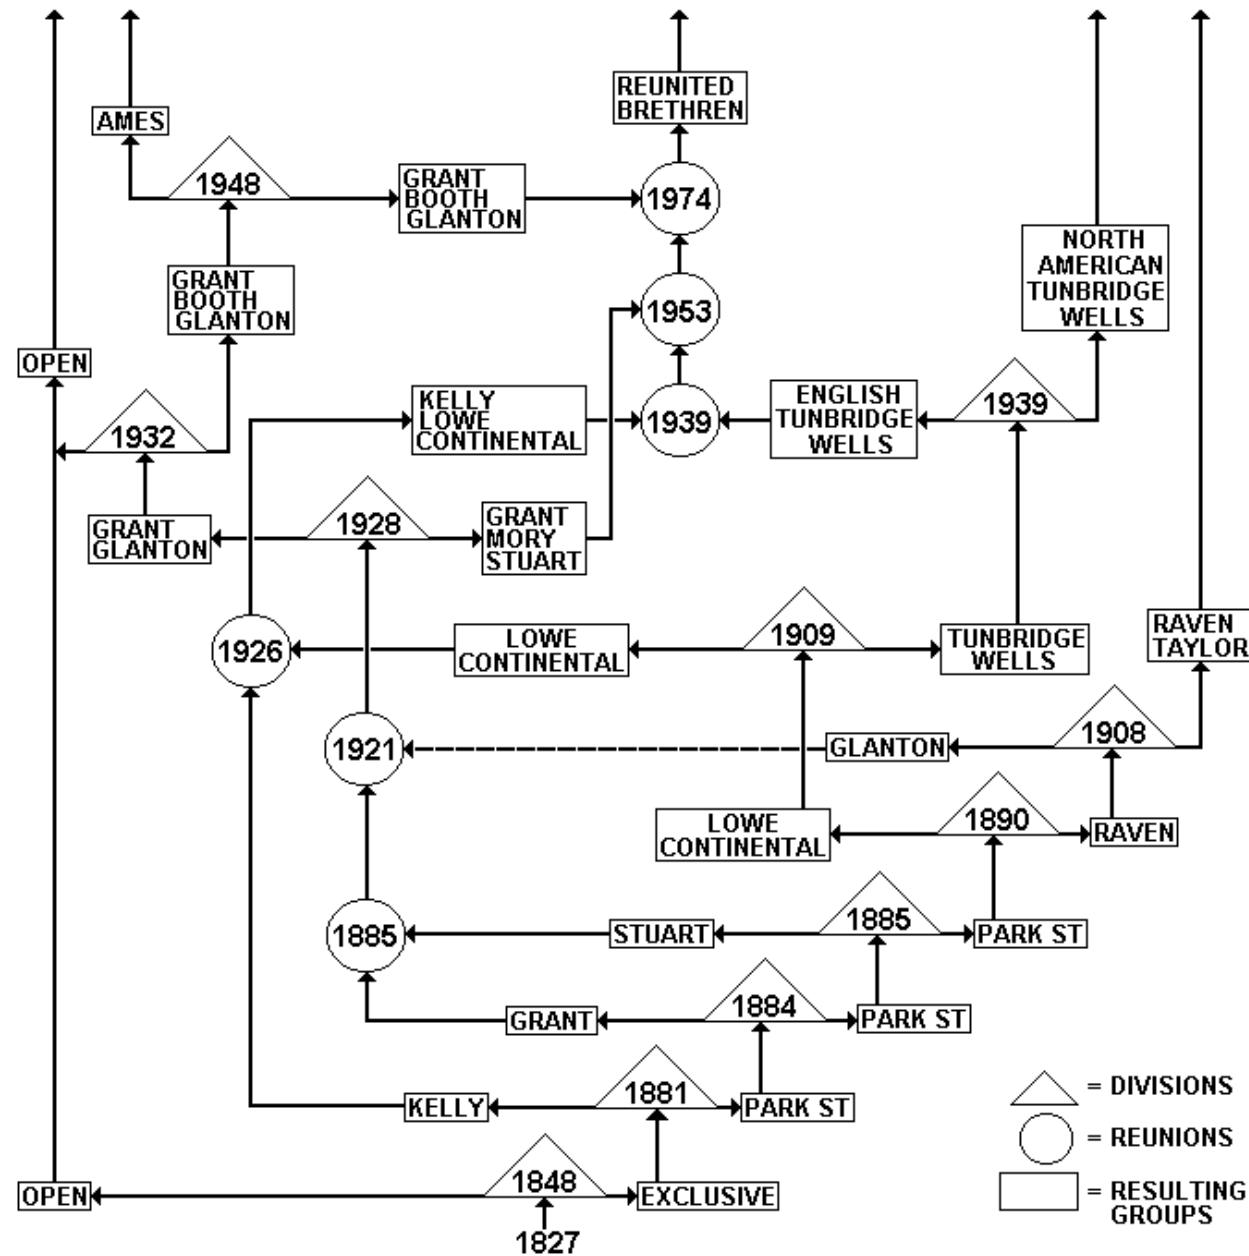 REUNITED
BRETHREN
AMES
1948
GRANT
BOOTH
GLANTON
1974
NORTH
AMERICAN
TUNBRIDGE
WELLS
GRANT
BOOTH
GLANTON
1953
OPEN
1932
KELLY
LOWE
CONTINENTAL
1939
ENGLISH
TUNBRIDGE
WELLS
1939
GRANT
GLANTON
1928
GRANT
MORY
STUART
1926
LOWE
CONTINENTAL
1909
TUNBRIDGE
WELLS
RAVEN
TAYLOR
1921
GLANTON
1908
LOWE
CONTINENTAL
1890
RAVEN
1885
STUART
1885
PARK ST
GRANT
1884
PARK ST
KELLY
1881
PARK ST
= DIVISIONS
= REUNIONS
OPEN
1848
EXCLUSIVE
= RESULTING
GROUPS
1827